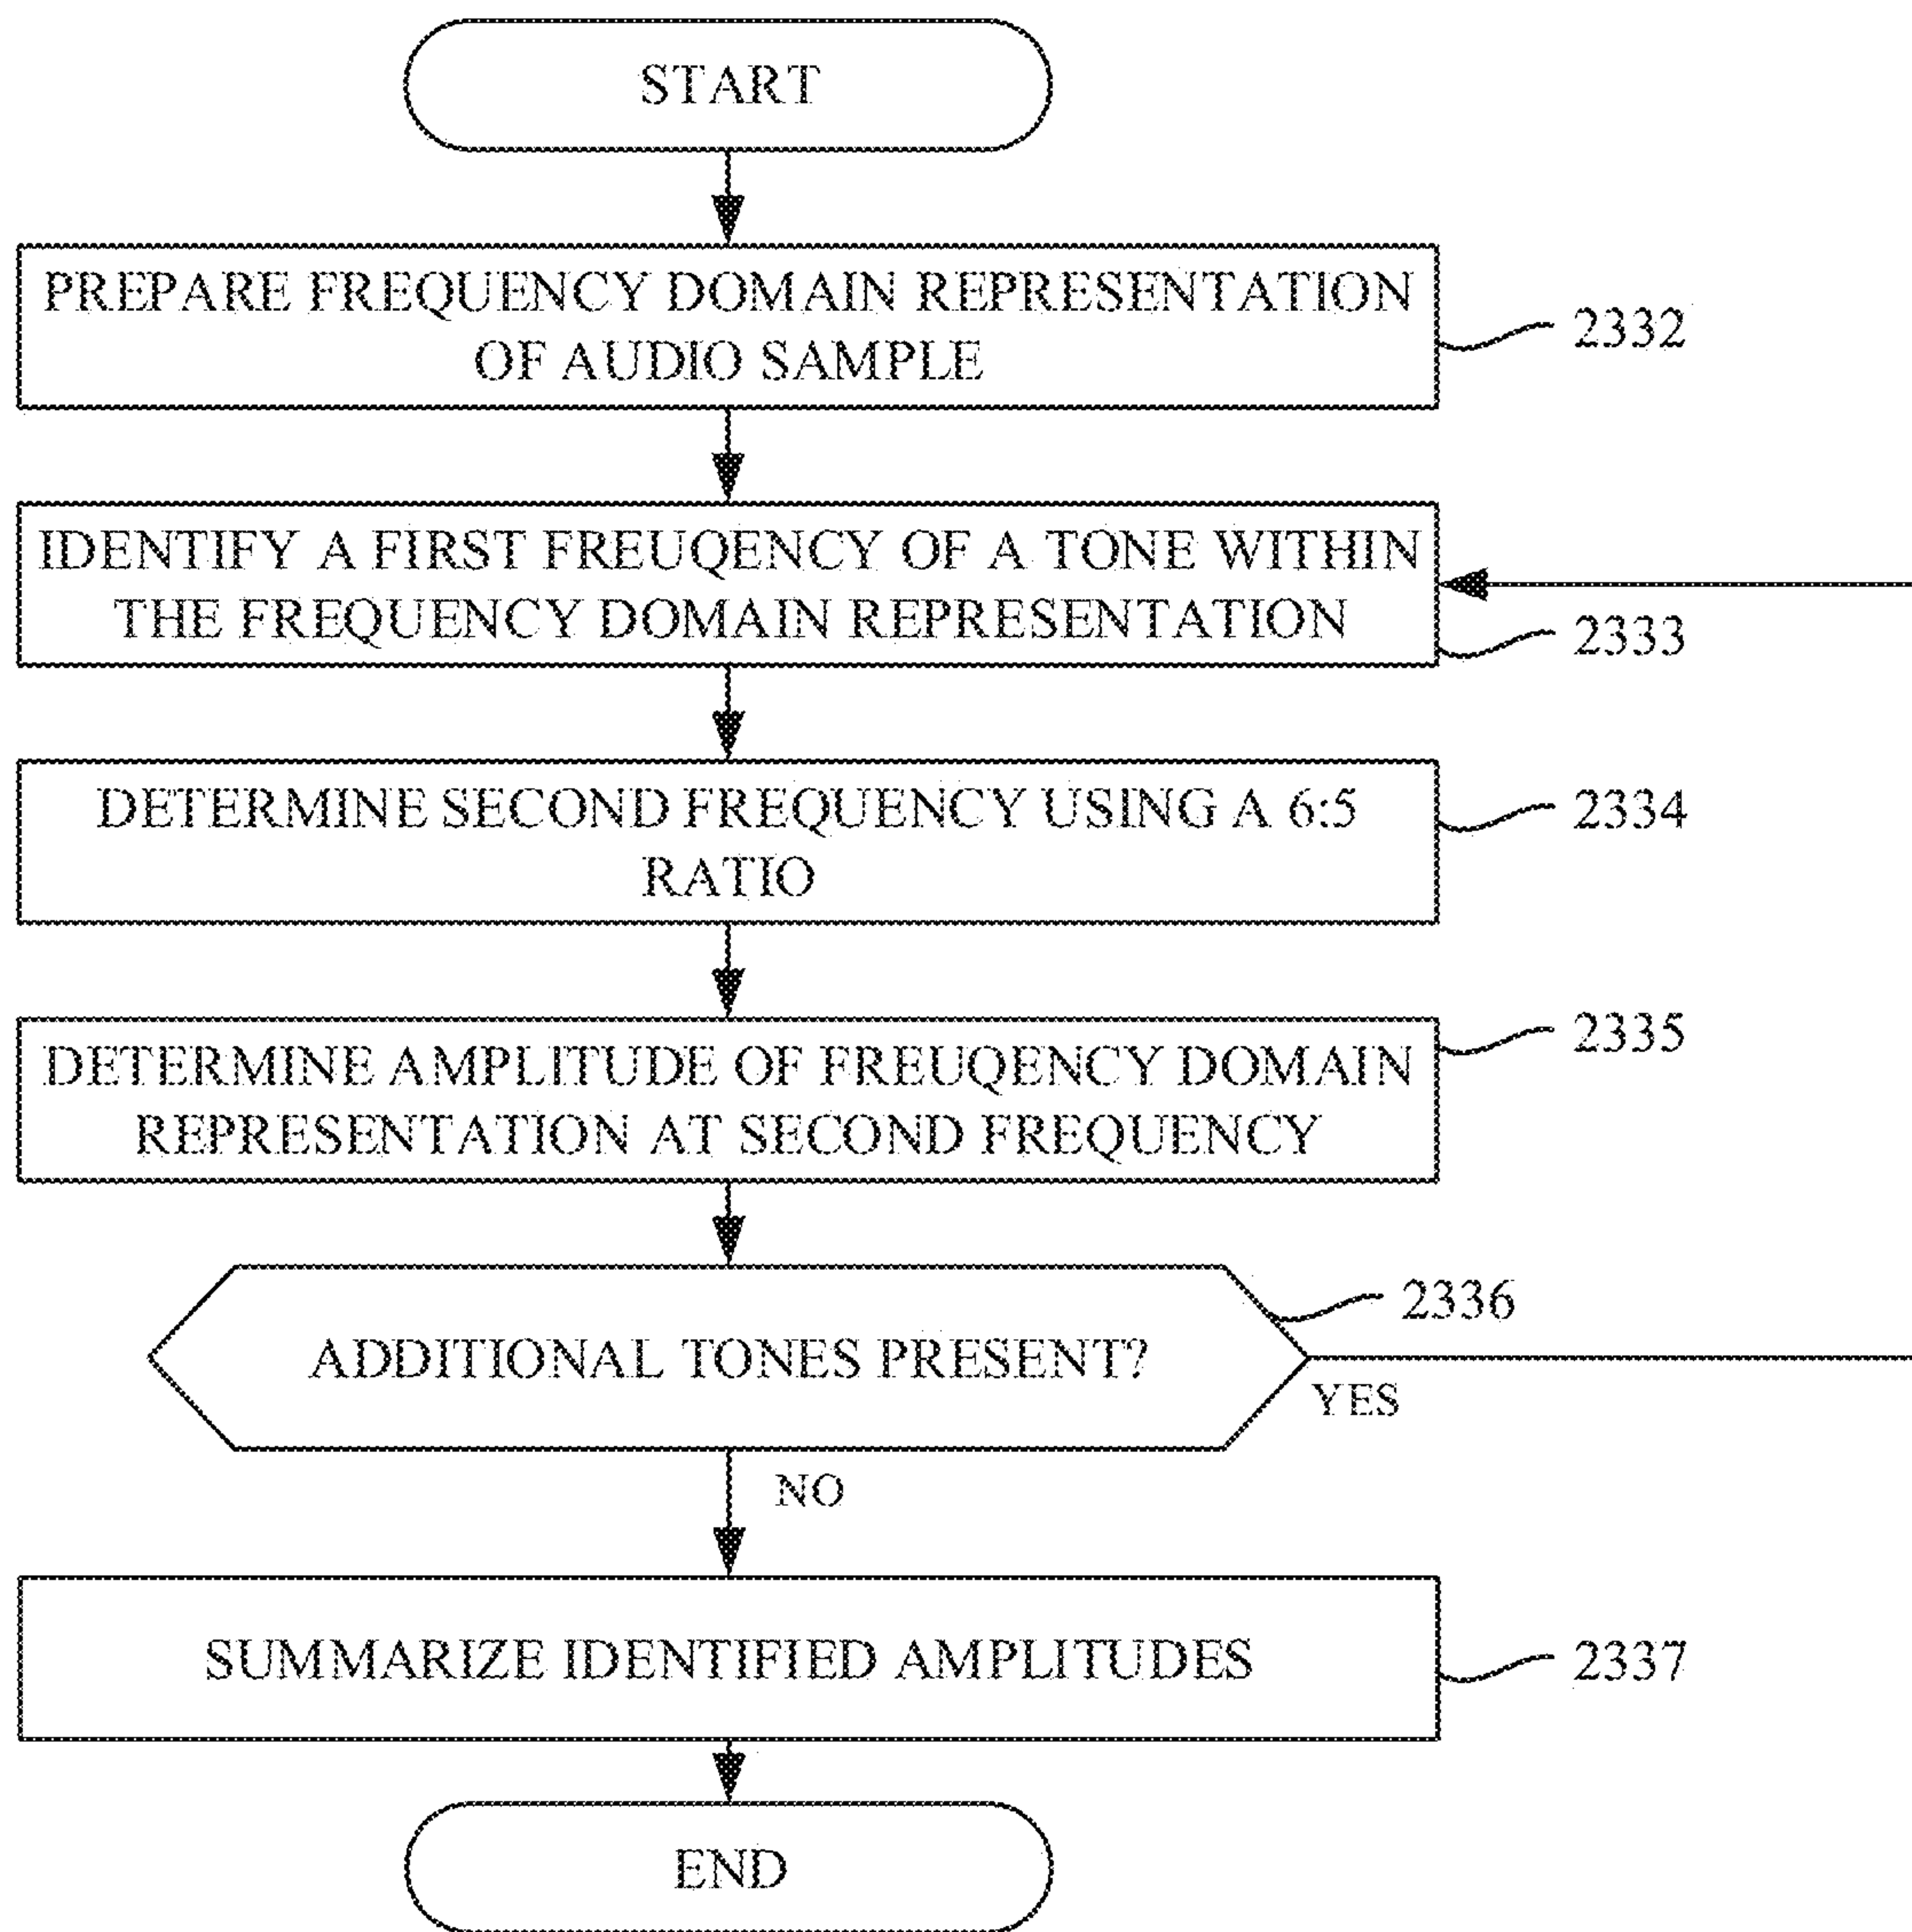 START
PREPARE FREQUENCY DOMAIN REPRESENTATION
OF AUDIO SAMPLE
2332
IDENTIFY A FIRST FREUQENCY OF A TONE WITHIN
THE FREQUENCY DOMAIN REPRESENTATION
2333
DETERMINE SECOND FREQUENCY USING A 6:5
RATIO
2334
DETERMINE AMPLITUDE OF FREUQENCY DOMAIN
REPRESENTATION AT SECOND FREQUENCY
2335
ADDITIONAL TONES PRESENT?
2336
YES
NO
SUMMARIZE IDENTIFIED AMPLITUDES
2337
END